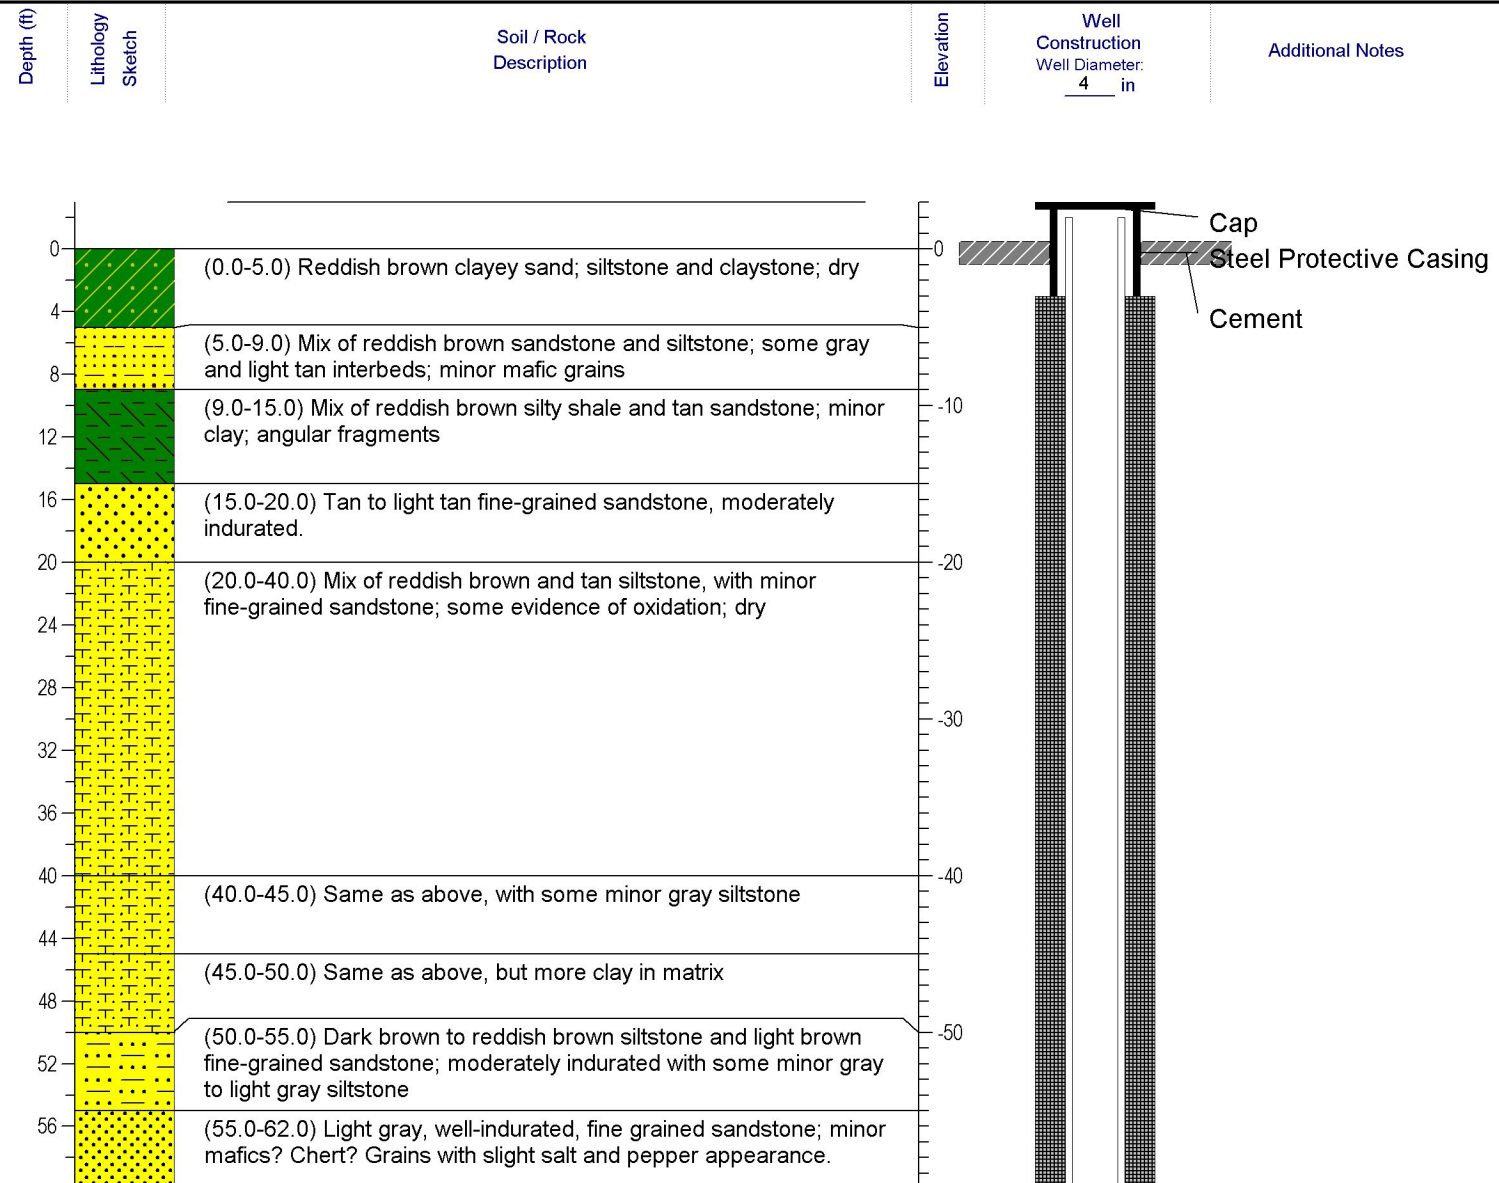 Depth (ft)
Lithology
Sketch
Soil / Rock
Description
Elevation
Well
Construction
Well Diameter:
4 in
Additional Notes
Cap
0
0
(0.0-5.0) Reddish brown clayey sand; siltstone and claystone; dry
Steel Protective Casing
4
Cement
(5.0-9.0) Mix of reddish brown sandstone and siltstone; some gray
and light tan interbeds; minor mafic grains
8
(9.0-15.0) Mix of reddish brown silty shale and tan sandstone; minor
clay; angular fragments
-10
12
16
(15.0-20.0) Tan to light tan fine-grained sandstone, moderately
indurated.
20
-20
(20.0-40.0) Mix of reddish brown and tan siltstone, with minor
fine-grained sandstone; some evidence of oxidation; dry
24
28
-30
32
36
40
-40
(40.0-45.0) Same as above, with some minor gray siltstone
44
(45.0-50.0) Same as above, but more clay in matrix
48
-50
(50.0-55.0) Dark brown to reddish brown siltstone and light brown
fine-grained sandstone; moderately indurated with some minor gray
to light gray siltstone
52
56
(55.0-62.0) Light gray, well-indurated, fine grained sandstone; minor
mafics? Chert? Grains with slight salt and pepper appearance.